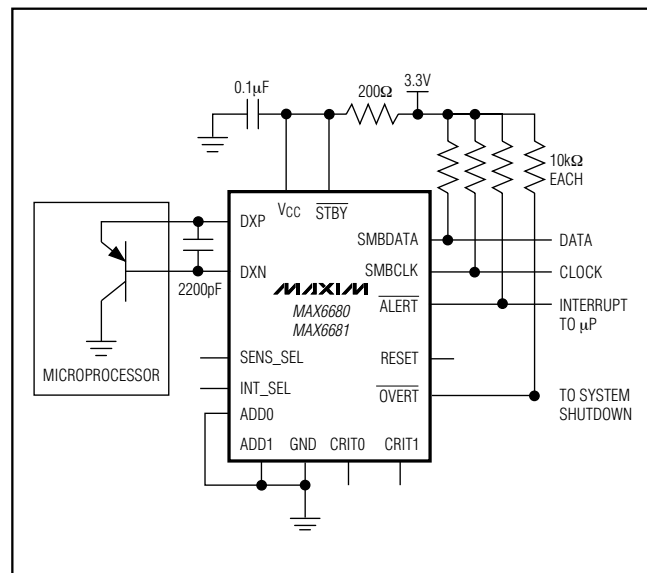 0.1µF
200Ω
3.3V
10kΩ
EACH
VCC
STBY
DXP
DXN
2200pF
MICROPROCESSOR
MAXIM
MAX6680
MAX6681
SMBDATA
DATA
SMBCLK
CLOCK
ALERT
INTERRUPT
TO µP
SENS_SEL
RESET
INT_SEL
OVERT
TO SYSTEM
SHUTDOWN
ADD0
ADD1
GND
CRIT0
CRIT1